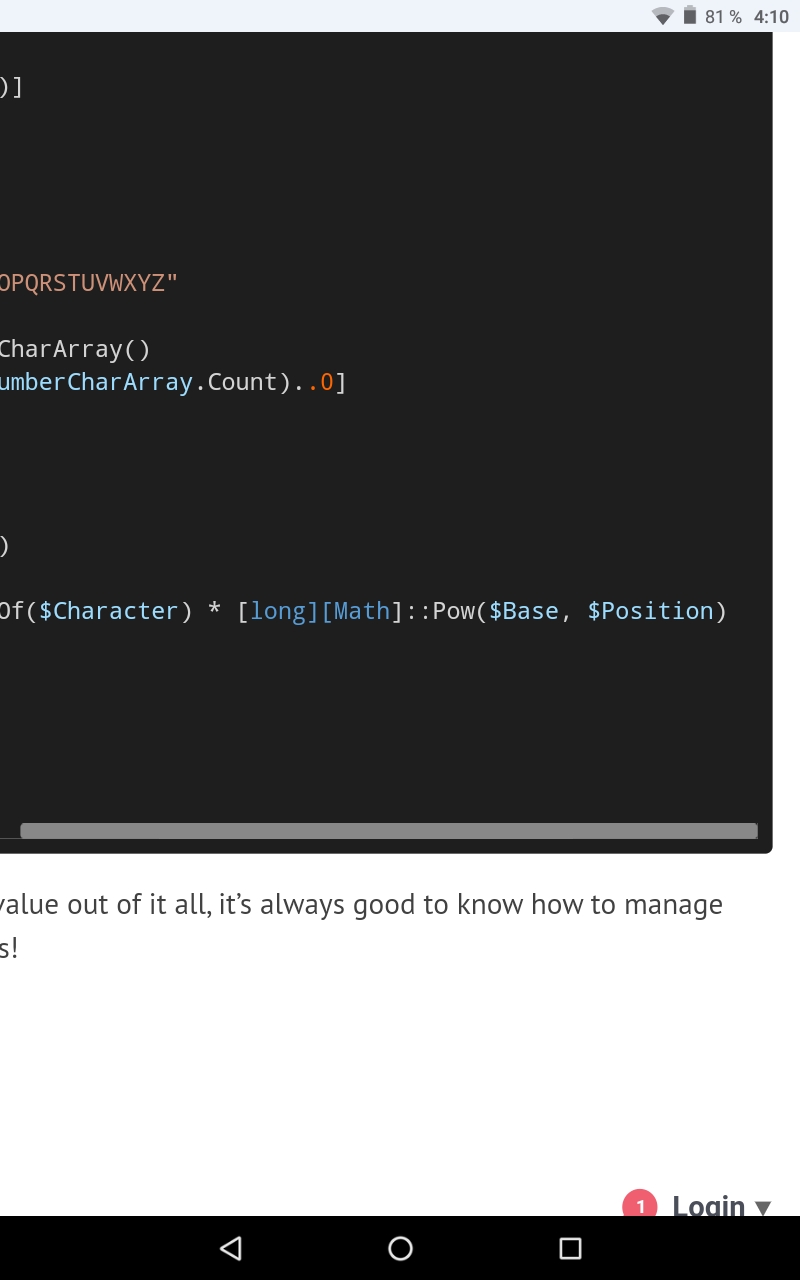 81 % 4:10
)]
OPQRSTUVWXYZ"
CharArray()
umberCharArray.Count)..0]
)
Of($Character) * [long][Math]::Pow($Base, $Position)
value out of it all, it’s always good to know how to manage
s!
1 Login